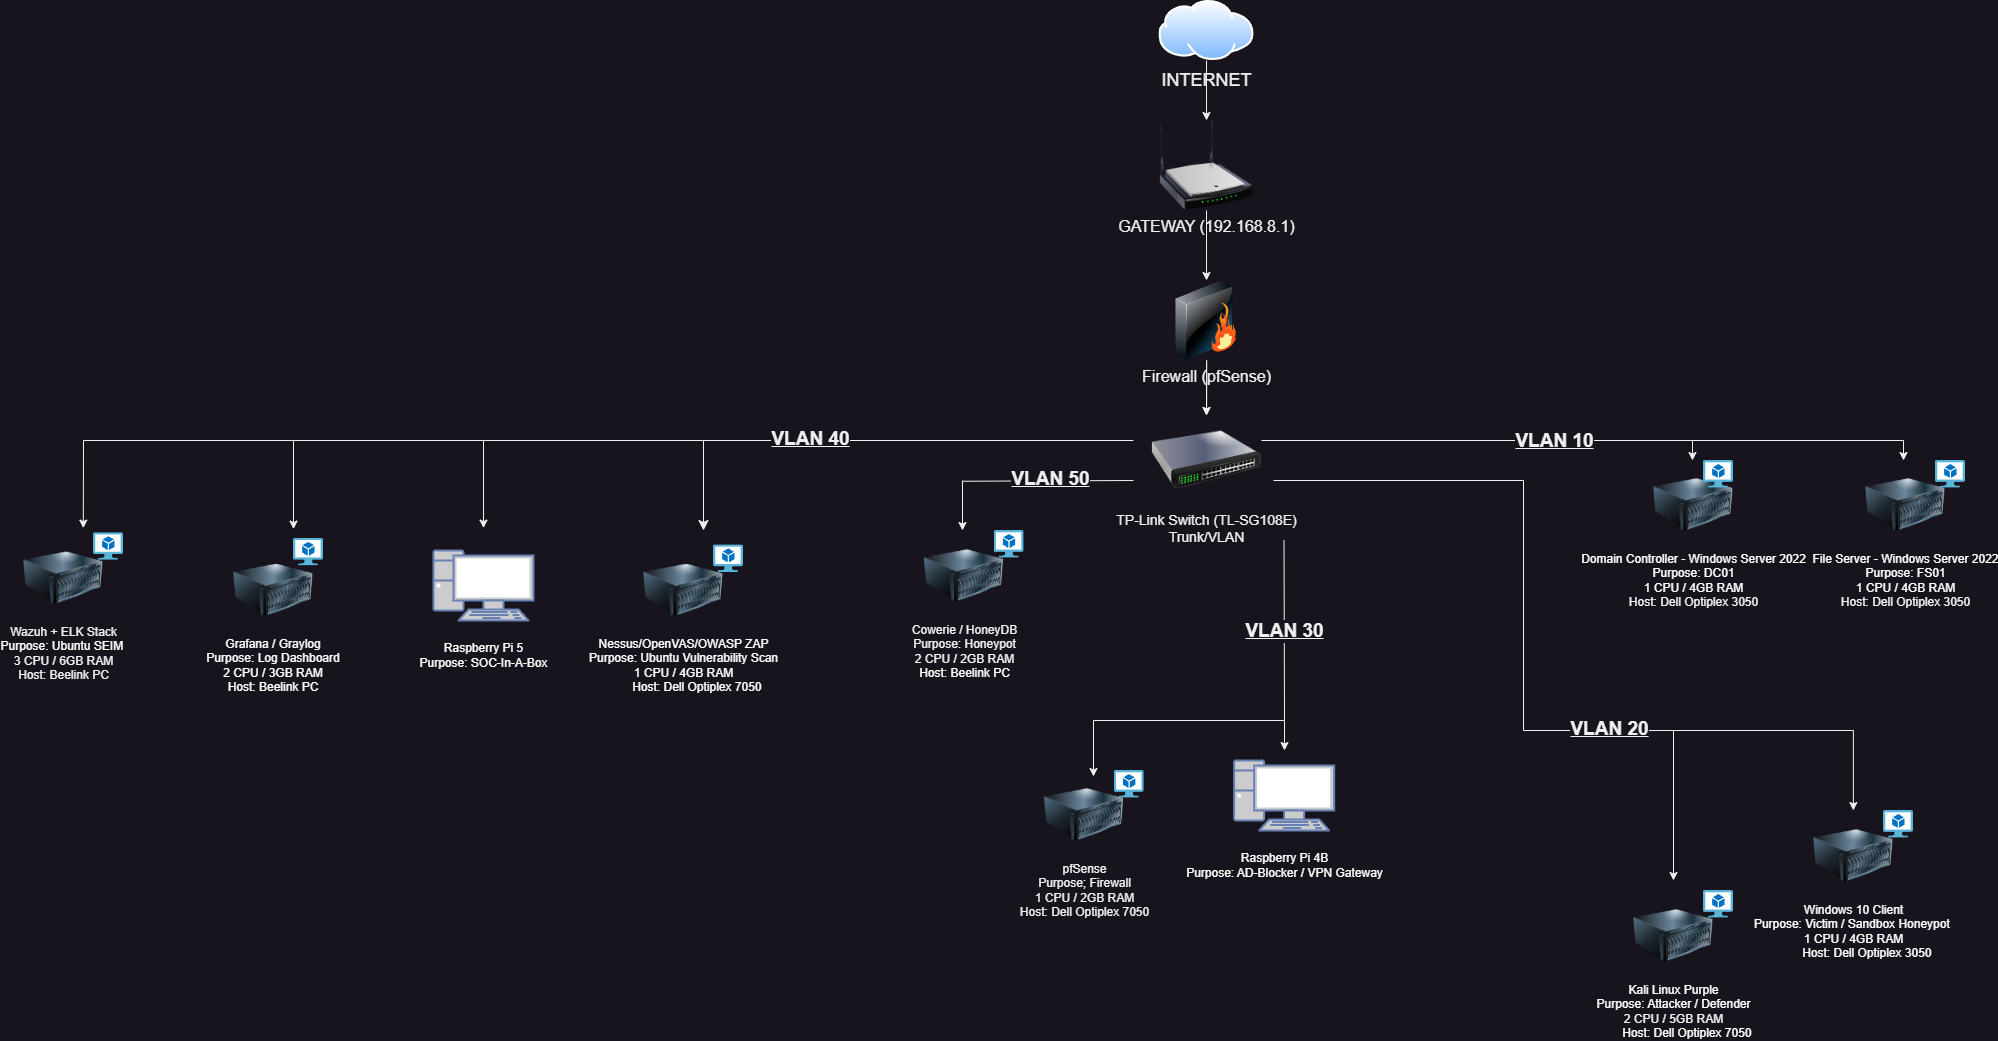 INTERNET
GATEWAY (192.168.8.1)
Firewall (pfSense)
VLAN 40
VLAN 50
VLAN 10
TP-Link Switch (TL-SG108E)
Trunk/VLAN
Wazuh + ELK Stack
Purpose: Ubuntu SEIM
3 CPU / 6GB RAM
Host: Beelink PC
Grafana / Graylog
Purpose: Log Dashboard
2 CPU / 3GB RAM
Host: Beelink PC
Raspberry Pi 5
Purpose: SOC-In-A-Box
Nessus/OpenVAS/OWASP ZAP
Purpose: Ubuntu Vulnerability Scan
1 CPU / 4GB RAM
Host: Dell Optiplex 7050
Cowerie / HoneyDB
Purpose: Honeypot
2 CPU / 2GB RAM
Host: Beelink PC
Domain Controller - Windows Server 2022
Purpose: DC01
1 CPU / 4GB RAM
Host: Dell Optiplex 3050
File Server - Windows Server 2022
Purpose: FS01
1 CPU / 4GB RAM
Host: Dell Optiplex 3050
VLAN 30
VLAN 20
pfSense
Purpose; Firewall
1 CPU / 2GB RAM
Host: Dell Optiplex 7050
Raspberry Pi 4B
Purpose: AD-Blocker / VPN Gateway
Windows 10 Client
Purpose: Victim / Sandbox Honeypot
1 CPU / 4GB RAM
Host: Dell Optiplex 3050
Kali Linux Purple
Purpose: Attacker / Defender
2 CPU / 5GB RAM
Host: Dell Optiplex 7050